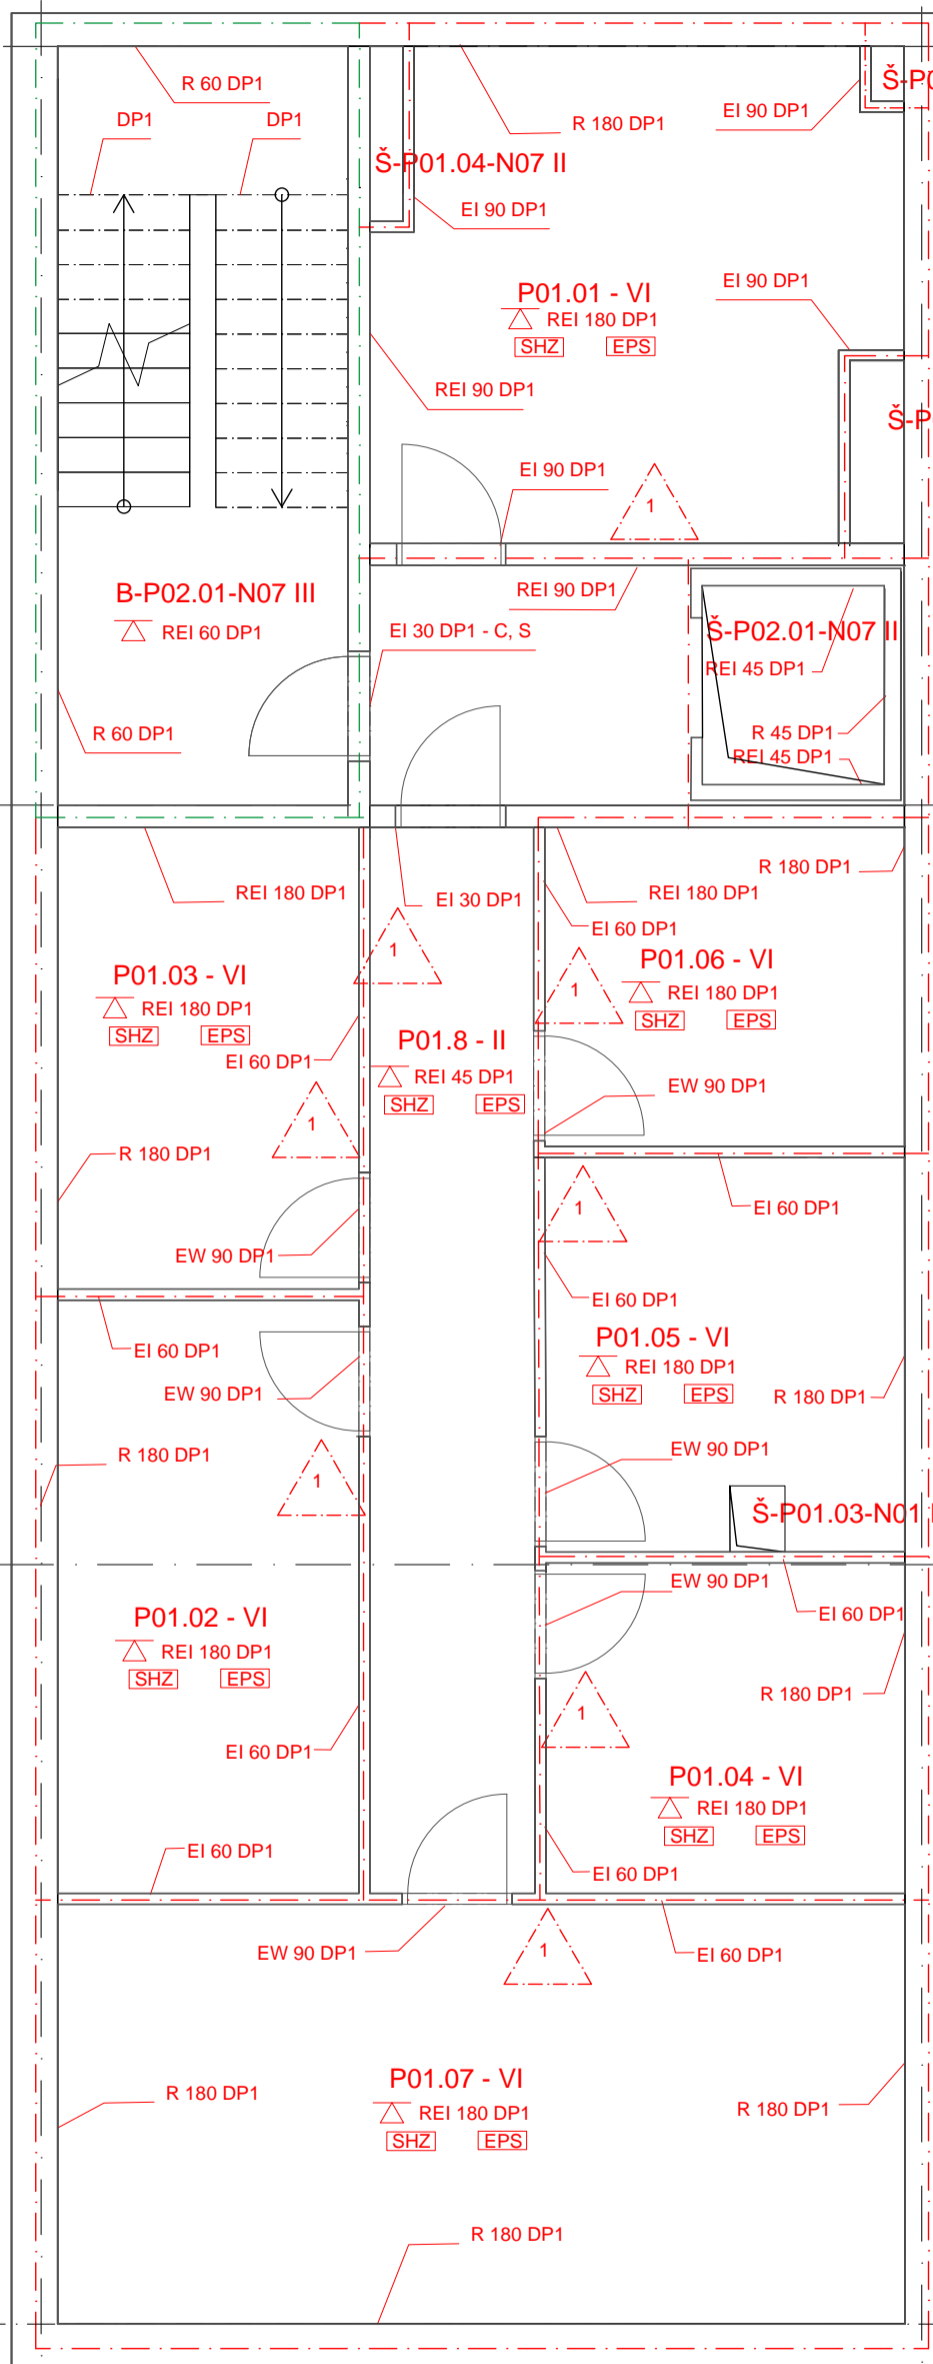 R 60 DP1
DP1
DP1
R 180 DP1
EI 90 DP1
Š-P0
Š-P01.04-N07 II
EI 90 DP1
P01.01 - VI
REI 180 DP1
SHZ EPS
EI 90 DP1
REI 90 DP1
Š-P
EI 90 DP1
1
B-P02.01-N07 III
REI 60 DP1
REI 90 DP1
EI 30 DP1 - C, S
Š-P02.01-N07 II
REI 45 DP1
R 45 DP1
REI 45 DP1
R 60 DP1
REI 180 DP1
EI 30 DP1
REI 180 DP1
R 180 DP1
EI 60 DP1
1
P01.03 - VI
REI 180 DP1
SHZ EPS
EI 60 DP1
1
P01.06 - VI
REI 180 DP1
SHZ EPS
P01.8 - II
REI 45 DP1
SHZ EPS
EW 90 DP1
1
R 180 DP1
EW 90 DP1
1
EI 60 DP1
EI 60 DP1
EI 60 DP1
EW 90 DP1
P01.05 - VI
REI 180 DP1
SHZ EPS
R 180 DP1
R 180 DP1
1
EW 90 DP1
Š-P01.03-N01
EW 90 DP1
EI 60 DP1
P01.02 - VI
REI 180 DP1
SHZ EPS
R 180 DP1
1
EI 60 DP1
P01.04 - VI
REI 180 DP1
SHZ EPS
EI 60 DP1
EI 60 DP1
EW 90 DP1
1
EI 60 DP1
P01.07 - VI
REI 180 DP1
SHZ EPS
R 180 DP1
R 180 DP1
R 180 DP1